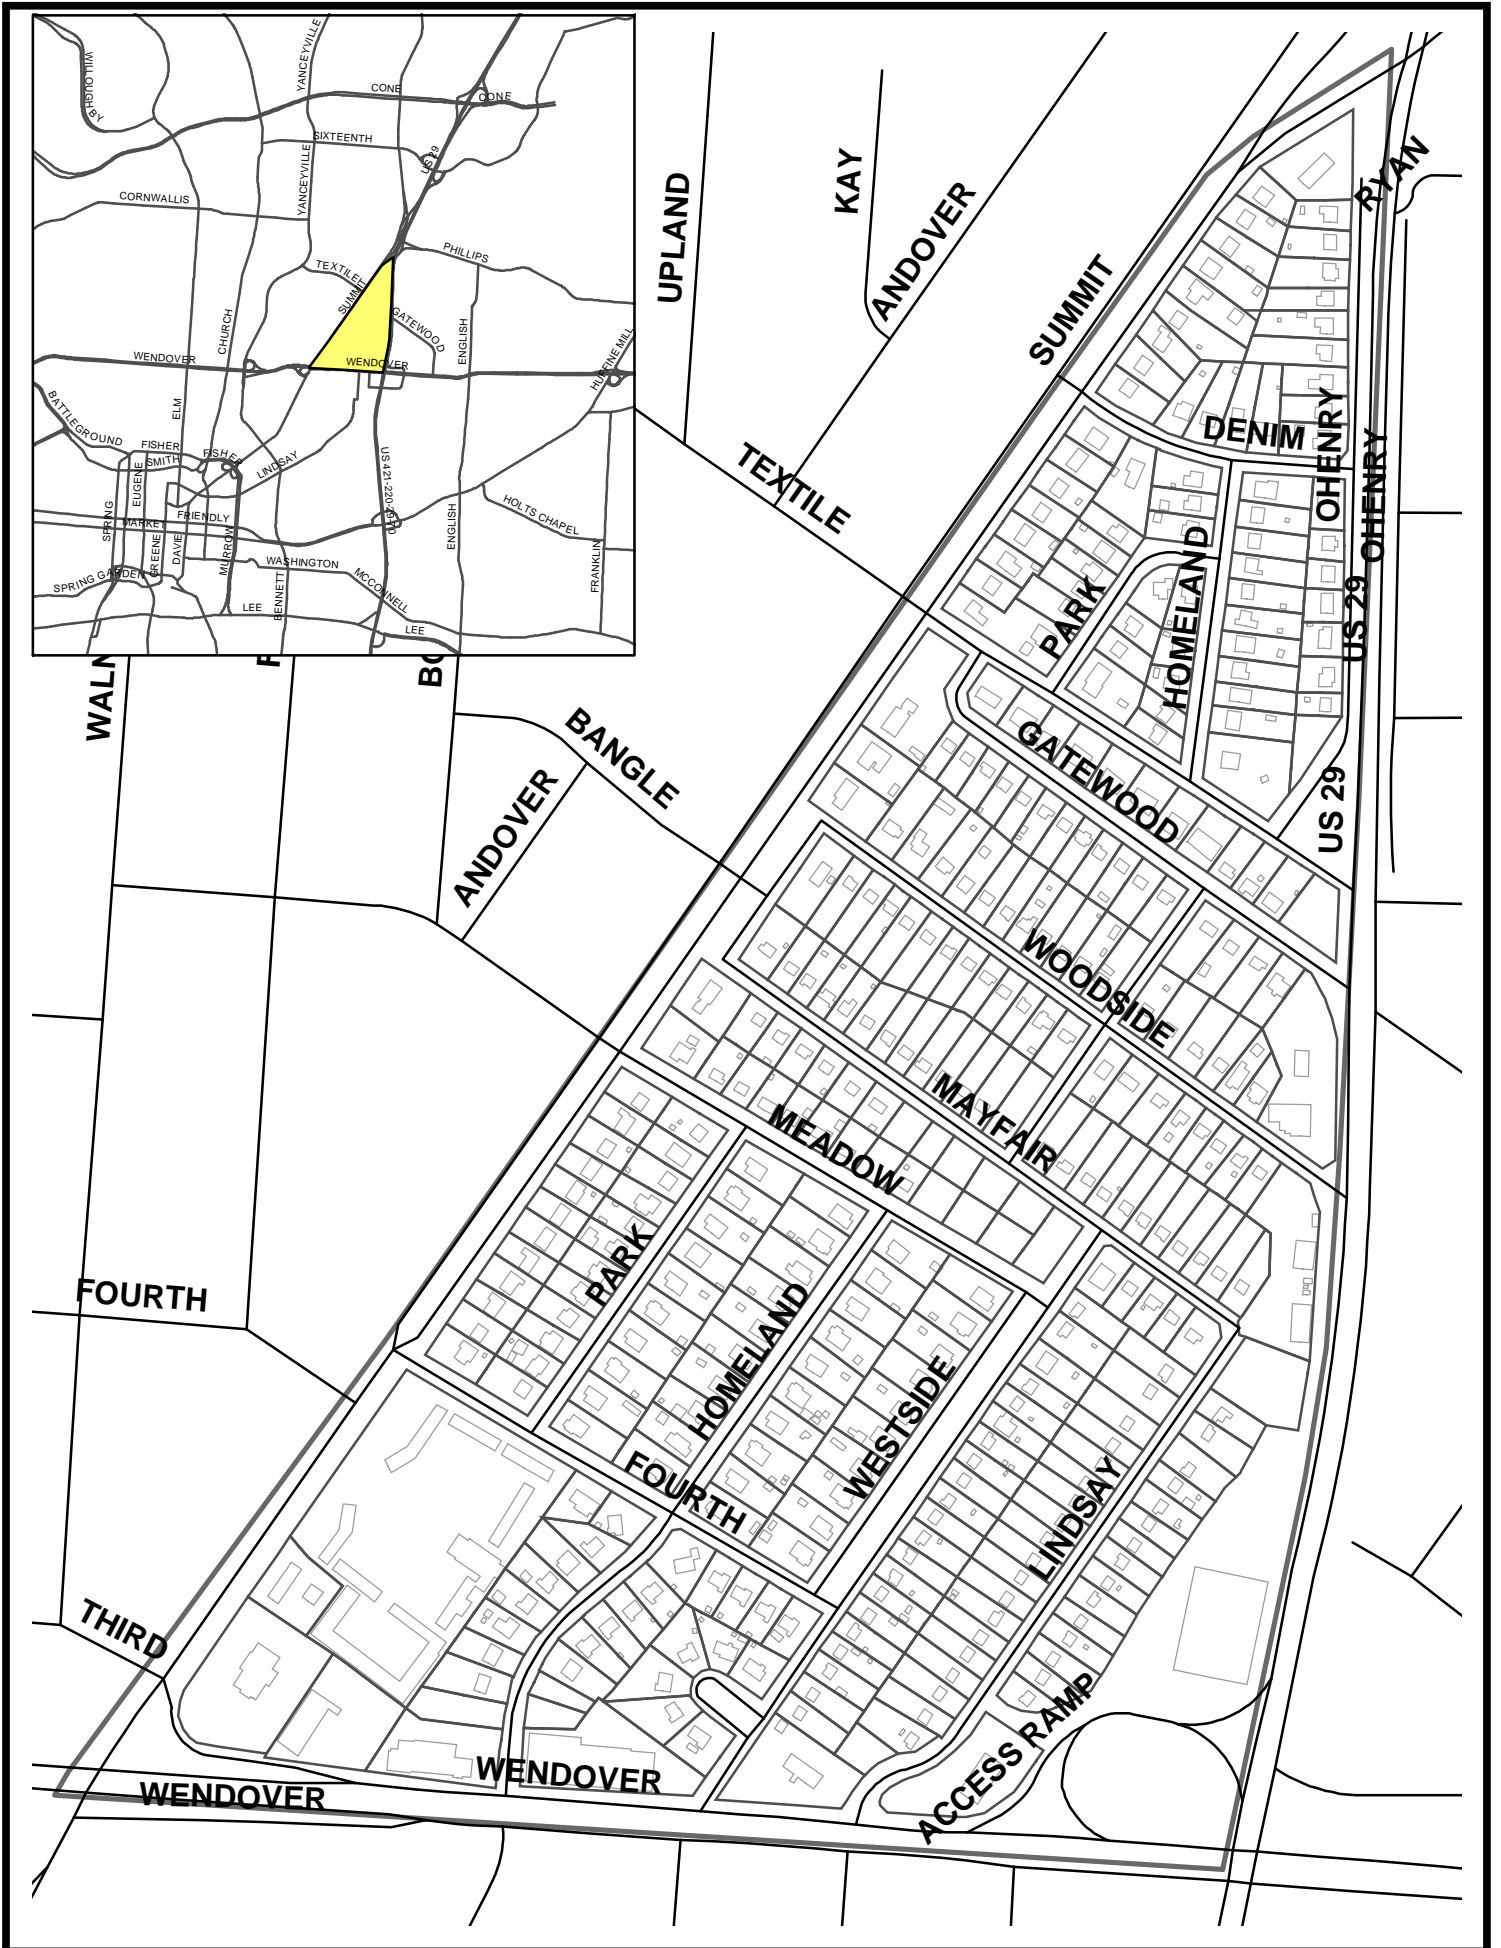 WILLOUGHBY
YANCEYVILLE
CONE
CONE
SIXTEENTH
US 29
YANCEYVILLE
CORNWALLIS
PHILLIPS
TEXTILE
SUMMIT
GATEWOOD
CHURCH
ENGLISH
HUFFINE MILL
WENDOVER
WENDOVER
ELM
BATTLEGROUND
FISHER
FISHER
SMITH
LINDSAY
EUGENE
US 421-220-29-70
SPRING
MARKET
FRIENDLY
HOLTS CHAPEL
ENGLISH
GREENE
DAVIE
MURROW
WASHINGTON
MCCONNELL
FRANKLIN
SPRING GARDEN
BENNETT
LEE
LEE
UPLAND
KAY
ANDOVER
RYAN
SUMMIT
DENIM
OHENRY
OHENRY
TEXTILE
PARK
HOMELAND
US 29
WALN
BO
BANGLE
GATEWOOD
US 29
ANDOVER
WOODSIDE
MAYFAIR
MEADOW
PARK
HOMELAND
FOURTH
WESTSIDE
LINDSAY
FOURTH
THIRD
ACCESS RAMP
WENDOVER
WENDOVER